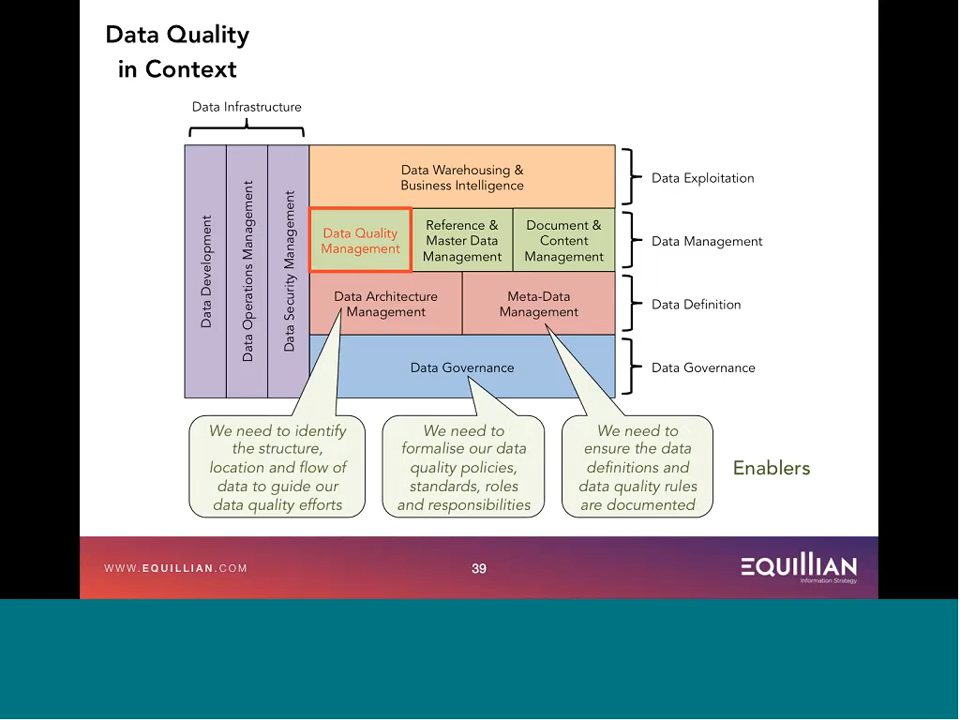 Data Quality
in Context
Data Infrastructure
Data Development
Data Operations Management
Data Security Management
Data Warehousing &
Business Intelligence
Data Exploitation
Data Quality
Management
Reference &
Master Data
Management
Document &
Content
Management
Data Management
Data Architecture
Management
Meta-Data
Management
Data Definition
Data Governance
Data Governance
We need to identify
the structure,
location and flow of
data to guide our
data quality efforts
We need to
formalise our data
quality policies,
standards, roles
and responsibilities
We need to
ensure the data
definitions and
data quality rules
are documented
Enablers
WWW.EQUILLIAN.COM
39
EQUILLIAN
Information Strategy